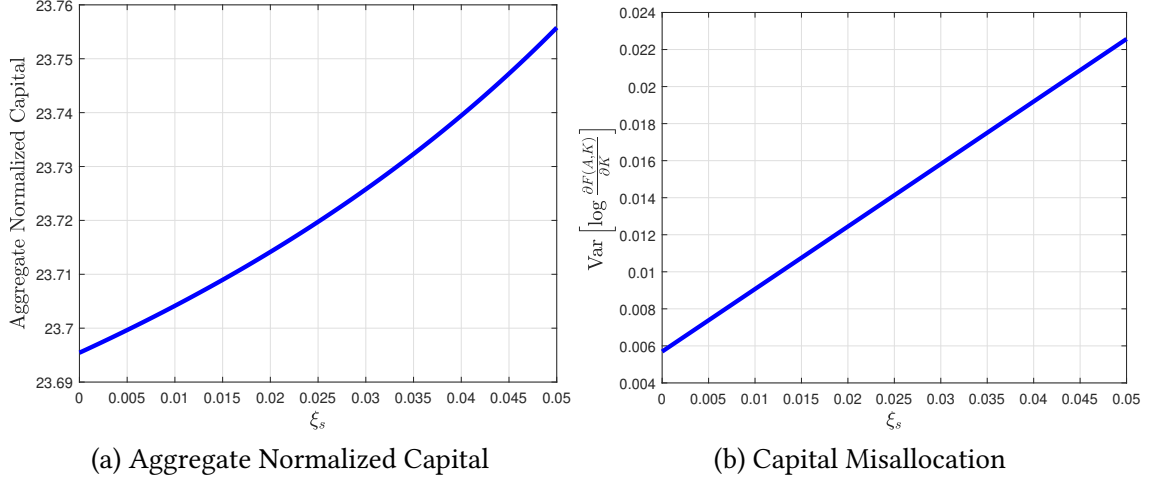 23.76
23.75
23.74
23.73
23.72
23.71
23.7
23.69
Aggregate Normalized Capital
0 0.005 0.01 0.015 0.02 0.025 0.03 0.035 0.04 0.045 0.05
ξₛ
(a) Aggregate Normalized Capital
0.024
0.022
0.02
0.018
0.016
0.014
0.012
0.01
0.008
0.006
0.004
Var [log ∂F(A,K)/∂K]
0 0.005 0.01 0.015 0.02 0.025 0.03 0.035 0.04 0.045 0.05
ξₛ
(b) Capital Misallocation